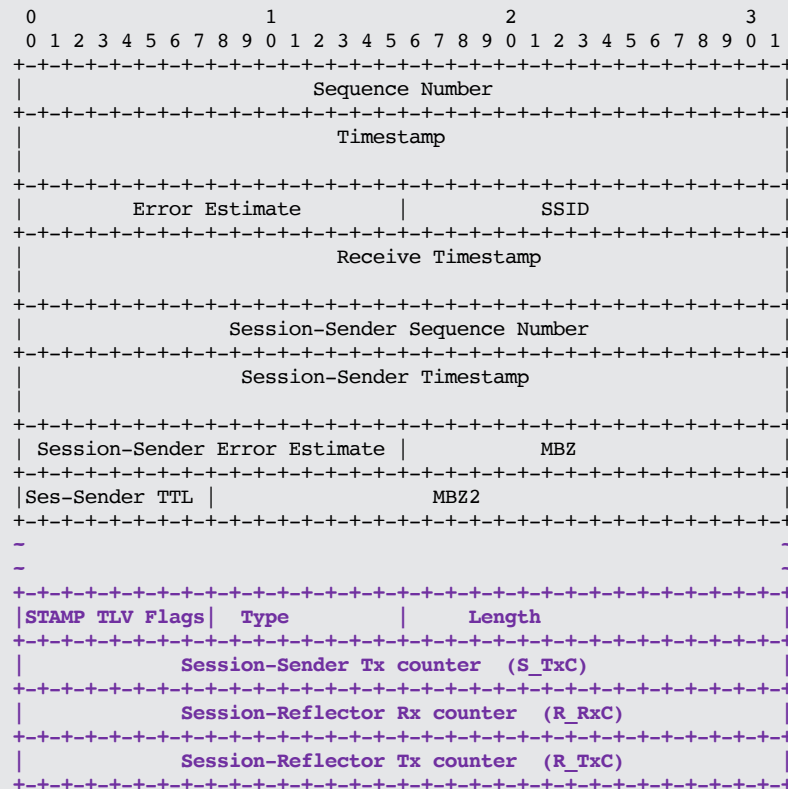 0                   1                   2                   3
 0 1 2 3 4 5 6 7 8 9 0 1 2 3 4 5 6 7 8 9 0 1 2 3 4 5 6 7 8 9 0 1
+-+-+-+-+-+-+-+-+-+-+-+-+-+-+-+-+-+-+-+-+-+-+-+-+-+-+-+-+-+-+-+-+
|                        Sequence Number                        |
+-+-+-+-+-+-+-+-+-+-+-+-+-+-+-+-+-+-+-+-+-+-+-+-+-+-+-+-+-+-+-+-+
|                          Timestamp                            |
|                                                               |
+-+-+-+-+-+-+-+-+-+-+-+-+-+-+-+-+-+-+-+-+-+-+-+-+-+-+-+-+-+-+-+-+
|         Error Estimate        |           SSID                |
+-+-+-+-+-+-+-+-+-+-+-+-+-+-+-+-+-+-+-+-+-+-+-+-+-+-+-+-+-+-+-+-+
|                          Receive Timestamp                    |
|                                                               |
+-+-+-+-+-+-+-+-+-+-+-+-+-+-+-+-+-+-+-+-+-+-+-+-+-+-+-+-+-+-+-+-+
|                 Session-Sender Sequence Number                |
+-+-+-+-+-+-+-+-+-+-+-+-+-+-+-+-+-+-+-+-+-+-+-+-+-+-+-+-+-+-+-+-+
|                  Session-Sender Timestamp                     |
|                                                               |
+-+-+-+-+-+-+-+-+-+-+-+-+-+-+-+-+-+-+-+-+-+-+-+-+-+-+-+-+-+-+-+-+
| Session-Sender Error Estimate |           MBZ                 |
+-+-+-+-+-+-+-+-+-+-+-+-+-+-+-+-+-+-+-+-+-+-+-+-+-+-+-+-+-+-+-+-+
|Ses-Sender TTL |                  MBZ2                         |
+-+-+-+-+-+-+-+-+-+-+-+-+-+-+-+-+-+-+-+-+-+-+-+-+-+-+-+-+-+-+-+-+
~                                                               ~
~                                                               ~
+-+-+-+-+-+-+-+-+-+-+-+-+-+-+-+-+-+-+-+-+-+-+-+-+-+-+-+-+-+-+-+-+
|STAMP TLV Flags|  Type         |     Length                    |
+-+-+-+-+-+-+-+-+-+-+-+-+-+-+-+-+-+-+-+-+-+-+-+-+-+-+-+-+-+-+-+-+
|             Session-Sender Tx counter  (S_TxC)                |
+-+-+-+-+-+-+-+-+-+-+-+-+-+-+-+-+-+-+-+-+-+-+-+-+-+-+-+-+-+-+-+-+
|             Session-Reflector Rx counter  (R_RxC)             |
+-+-+-+-+-+-+-+-+-+-+-+-+-+-+-+-+-+-+-+-+-+-+-+-+-+-+-+-+-+-+-+-+
|             Session-Reflector Tx counter  (R_TxC)             |
+-+-+-+-+-+-+-+-+-+-+-+-+-+-+-+-+-+-+-+-+-+-+-+-+-+-+-+-+-+-+-+-+